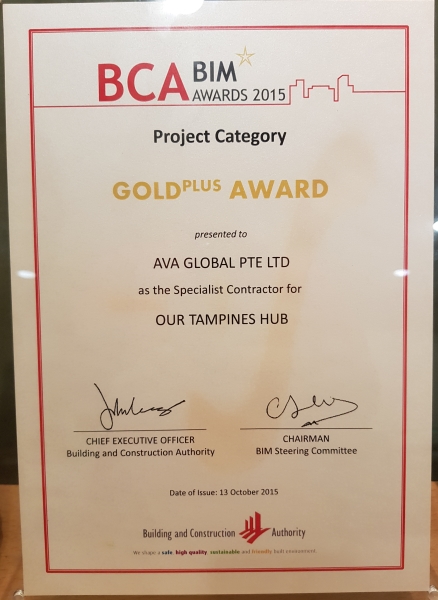 BCA BIM
AWARDS 2015
Project Category
GOLDPLUS AWARD
presented to
AVA GLOBAL PTE LTD
as the Specialist Contractor for
OUR TAMPINES HUB
CHIEF EXECUTIVE OFFICER
Building and Construction Authority
CHAIRMAN
BIM Steering Committee
Date of Issue: 13 October 2015
Building and Construction Authority
We shape a safe, high quality, sustainable and friendly built environment.